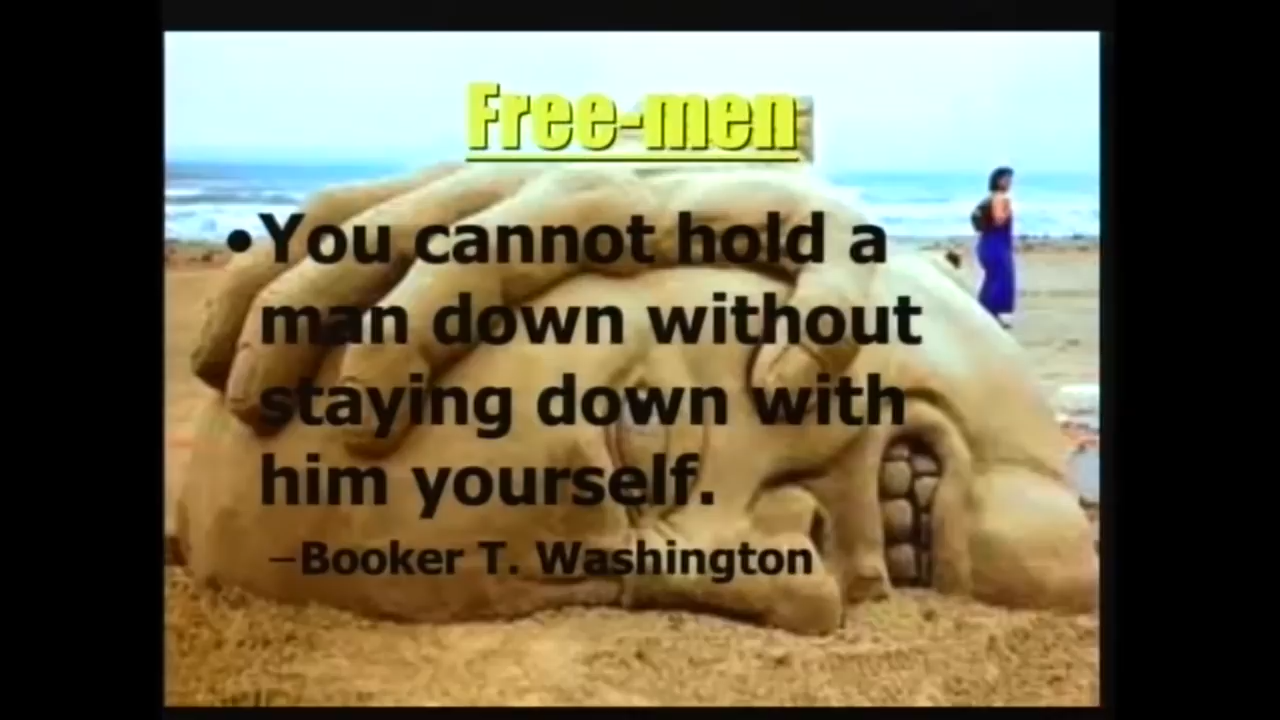 Free-men
•You cannot hold a
man down without
staying down with
him yourself.
–Booker T. Washington